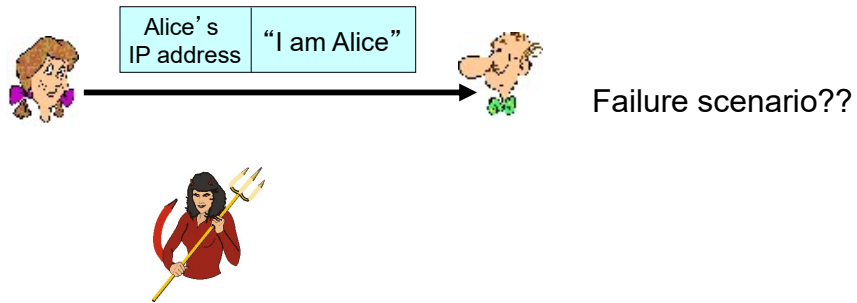 Alice’s
IP address
“I am Alice”
Failure scenario??